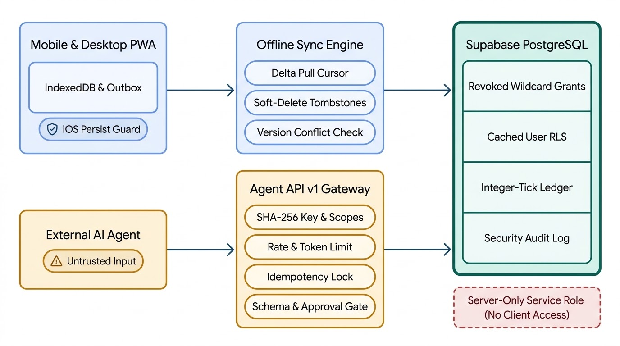 Mobile & Desktop PWA
IndexedDB & Outbox
iOS Persist Guard
Offline Sync Engine
Delta Pull Cursor
Soft-Delete Tombstones
Version Conflict Check
Supabase PostgreSQL
Revoked Wildcard Grants
Cached User RLS
Integer-Tick Ledger
Security Audit Log
External AI Agent
Untrusted Input
Agent API v1 Gateway
SHA-256 Key & Scopes
Rate & Token Limit
Idempotency Lock
Schema & Approval Gate
Server-Only Service Role
(No Client Access)